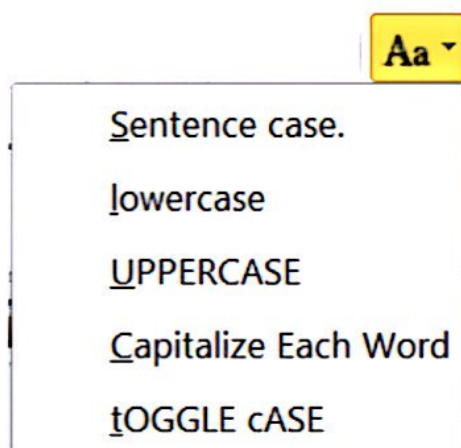 Aa
Sentence case.
lowercase
UPPERCASE
Capitalize Each Word
tOGGLE cASE